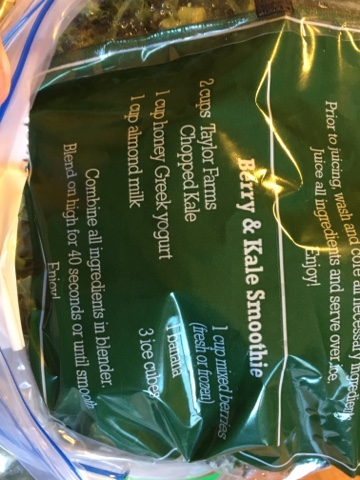 Prior to juicing, wash and core all necessary ingredients.
Juice all ingredients and serve over ice.
Enjoy!
Berry & Kale Smoothie
2 cups Taylor Farms
Chopped Kale
1 cup honey Greek yogurt
1 cup almond milk
1 cup mixed berries
(fresh or frozen)
1 banana
3 ice cubes
Combine all ingredients in blender.
Blend on high for 40 seconds or until smooth.
Enjoy!